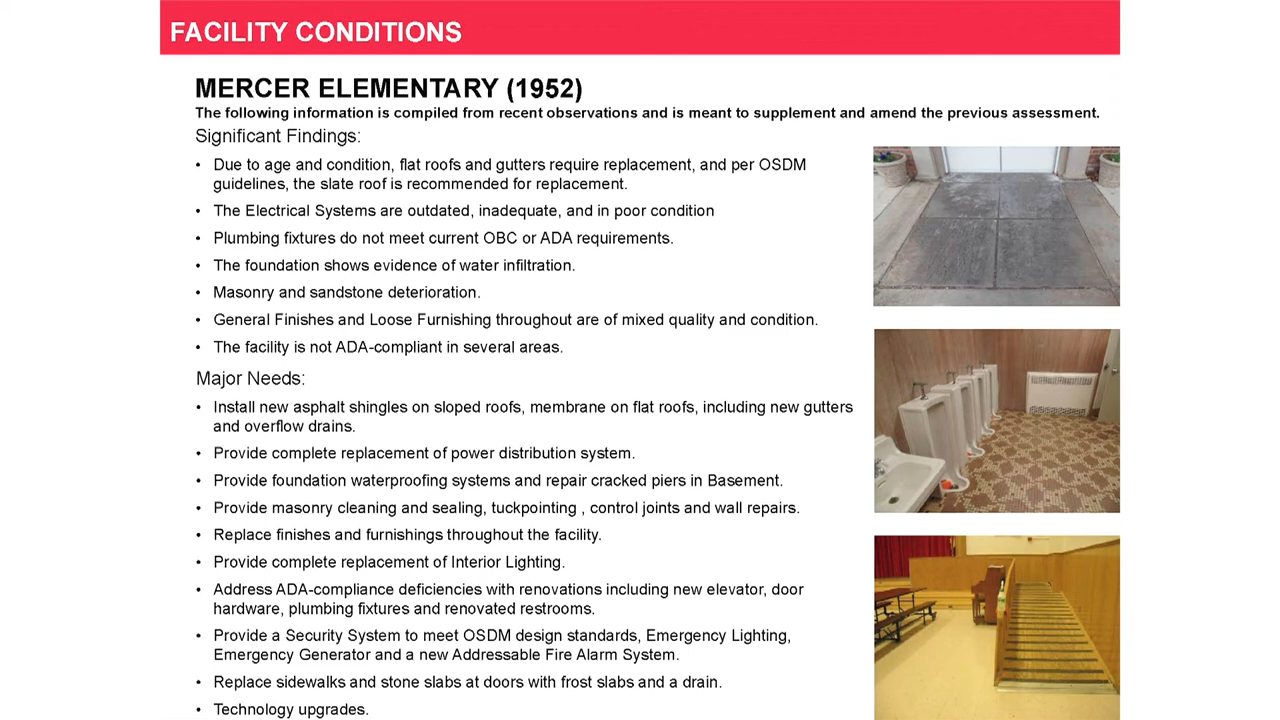 FACILITY CONDITIONS
MERCER ELEMENTARY (1952)
The following information is compiled from recent observations and is meant to supplement and amend the previous assessment.
Significant Findings:
• Due to age and condition, flat roofs and gutters require replacement, and per OSDM
guidelines, the slate roof is recommended for replacement.
• The Electrical Systems are outdated, inadequate, and in poor condition
• Plumbing fixtures do not meet current OBC or ADA requirements.
• The foundation shows evidence of water infiltration.
• Masonry and sandstone deterioration.
• General Finishes and Loose Furnishing throughout are of mixed quality and condition.
• The facility is not ADA-compliant in several areas.
Major Needs:
• Install new asphalt shingles on sloped roofs, membrane on flat roofs, including new gutters
and overflow drains.
• Provide complete replacement of power distribution system.
• Provide foundation waterproofing systems and repair cracked piers in Basement.
• Provide masonry cleaning and sealing, tuckpointing , control joints and wall repairs.
• Replace finishes and furnishings throughout the facility.
• Provide complete replacement of Interior Lighting.
• Address ADA-compliance deficiencies with renovations including new elevator, door
hardware, plumbing fixtures and renovated restrooms.
• Provide a Security System to meet OSDM design standards, Emergency Lighting,
Emergency Generator and a new Addressable Fire Alarm System.
• Replace sidewalks and stone slabs at doors with frost slabs and a drain.
• Technology upgrades.